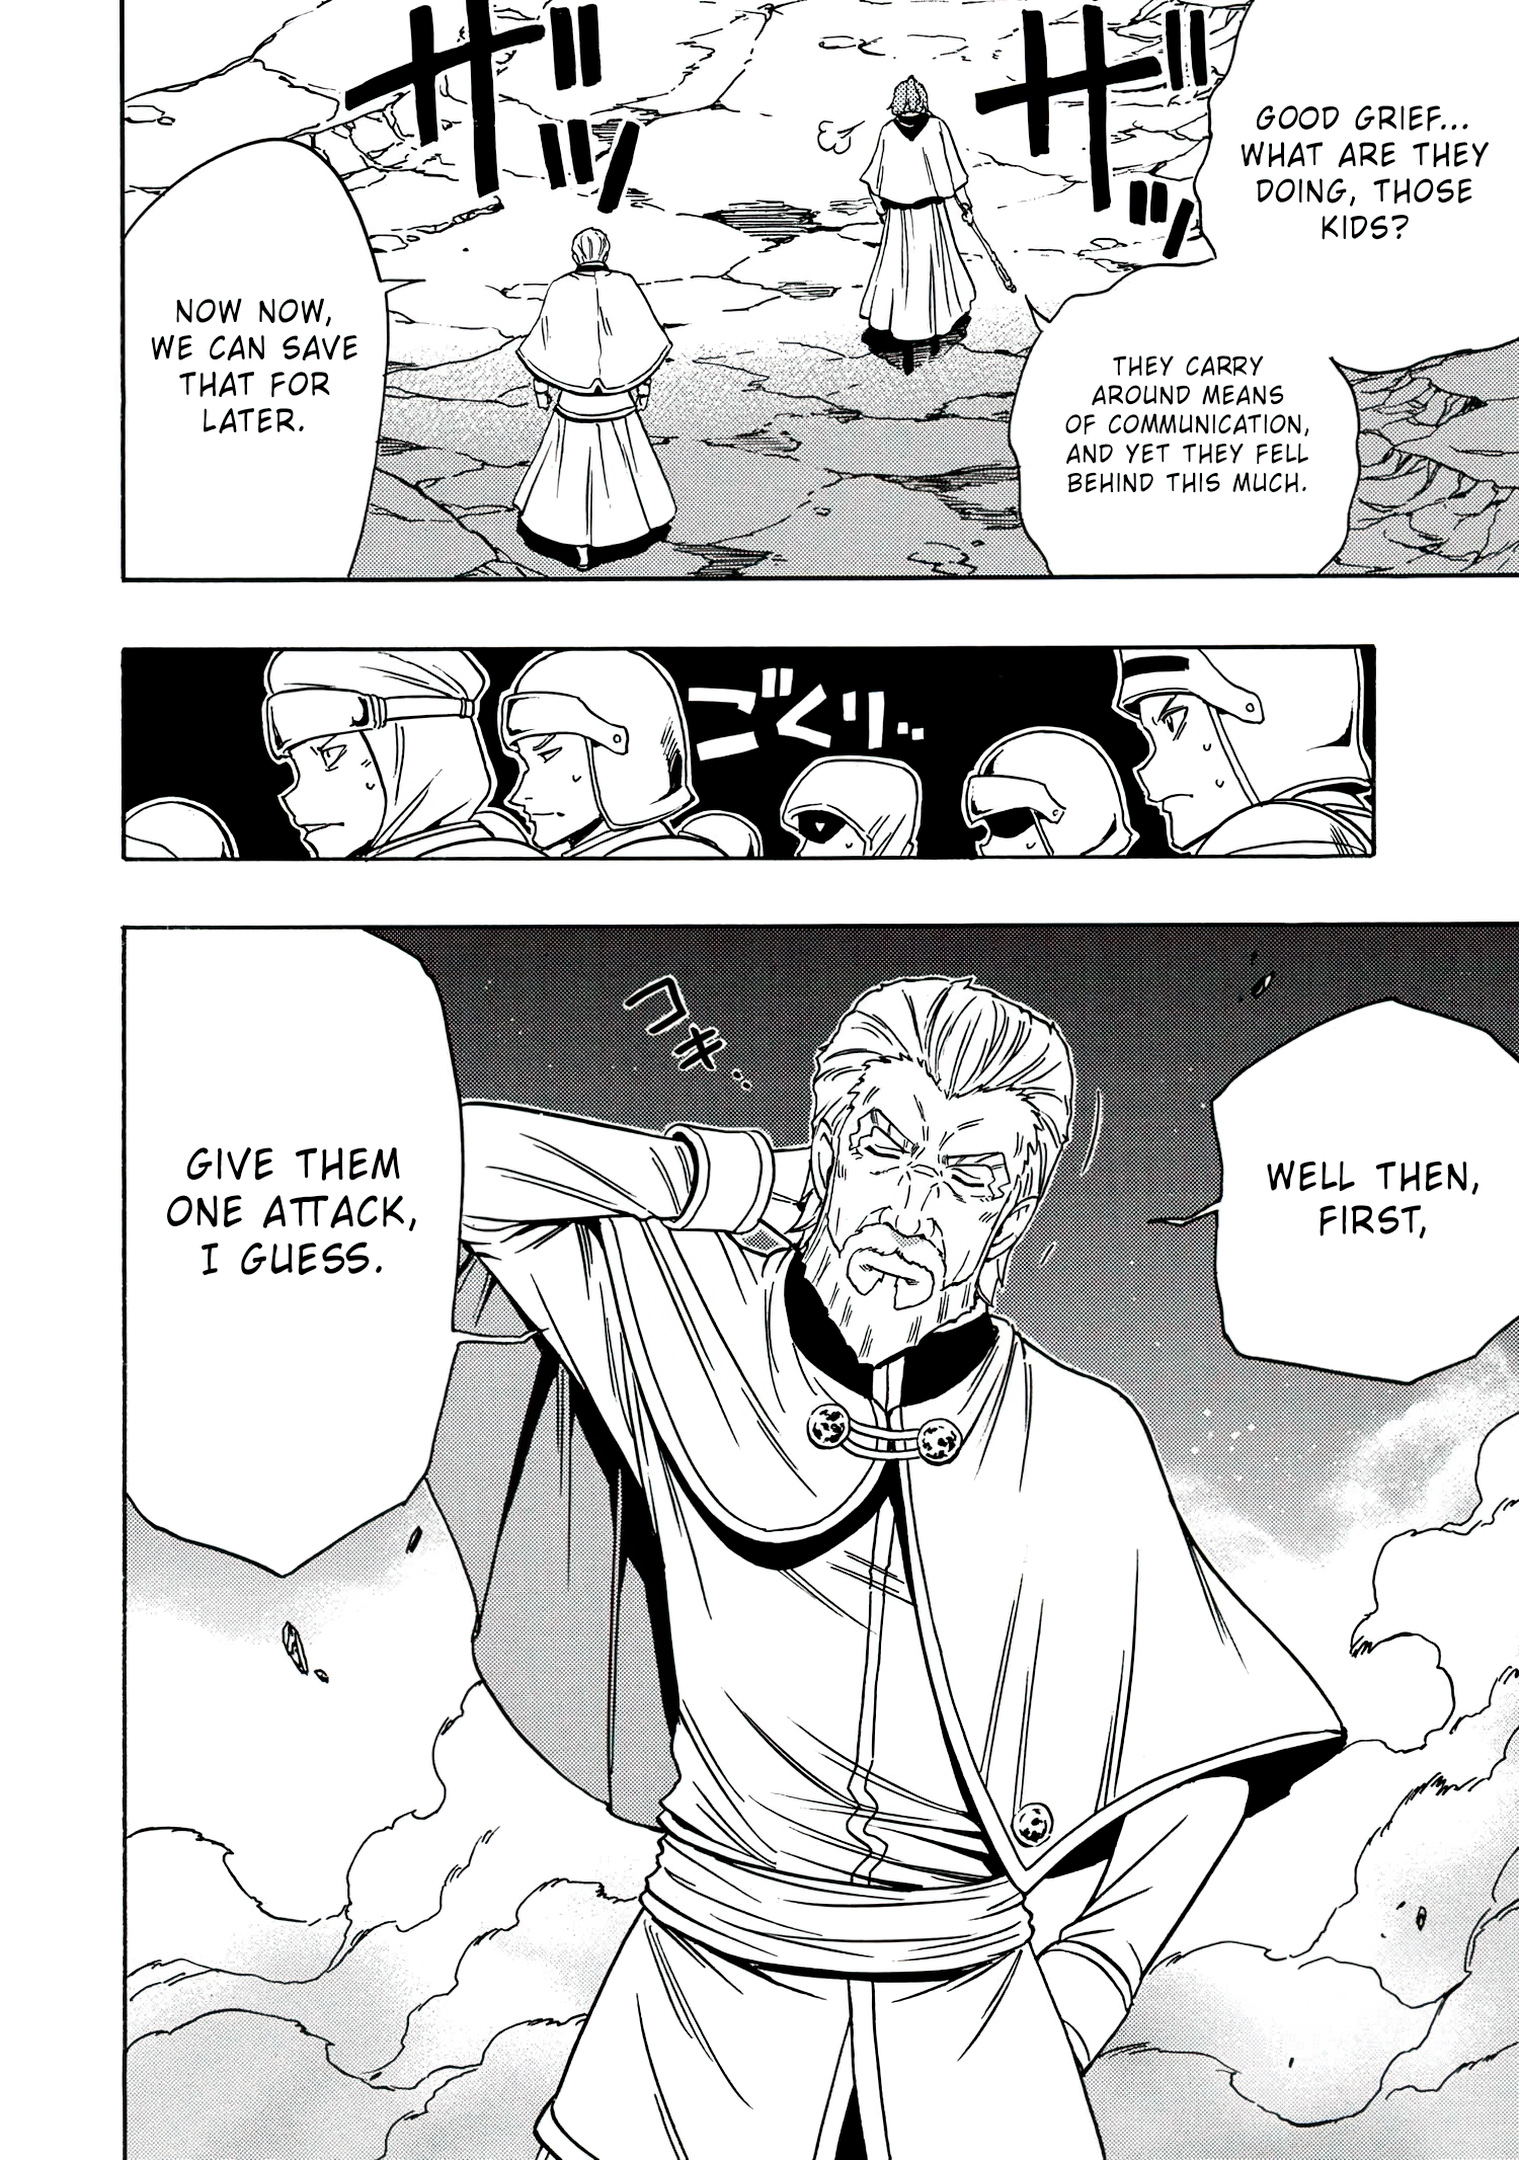 GOOD GRIEF...
WHAT ARE THEY
DOING, THOSE
KIDS?
THEY CARRY
AROUND MEANS
OF COMMUNICATION,
AND YET THEY FELL
BEHIND THIS MUCH.
ザッ
ザッ
NOW NOW,
WE CAN SAVE
THAT FOR
LATER.
ごくり..
WELL THEN,
FIRST,
コキ..
GIVE THEM
ONE ATTACK,
I GUESS.